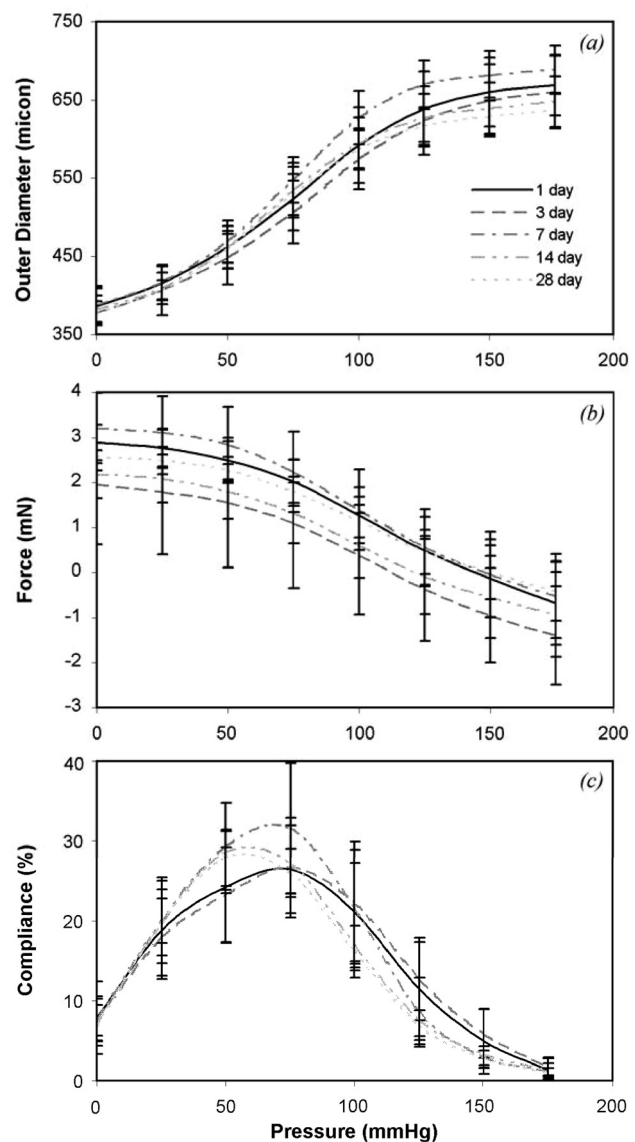 (a)
750
650
550
450
350
Outer Diameter (micon)
1 day
3 day
7 day
14 day
28 day
0 50 100 150 200
(b)
4
3
2
1
0
-1
-2
-3
Force (mN)
0 50 100 150 200
(c)
40
30
20
10
0
Compliance (%)
0 50 100 150 200
Pressure (mmHg)